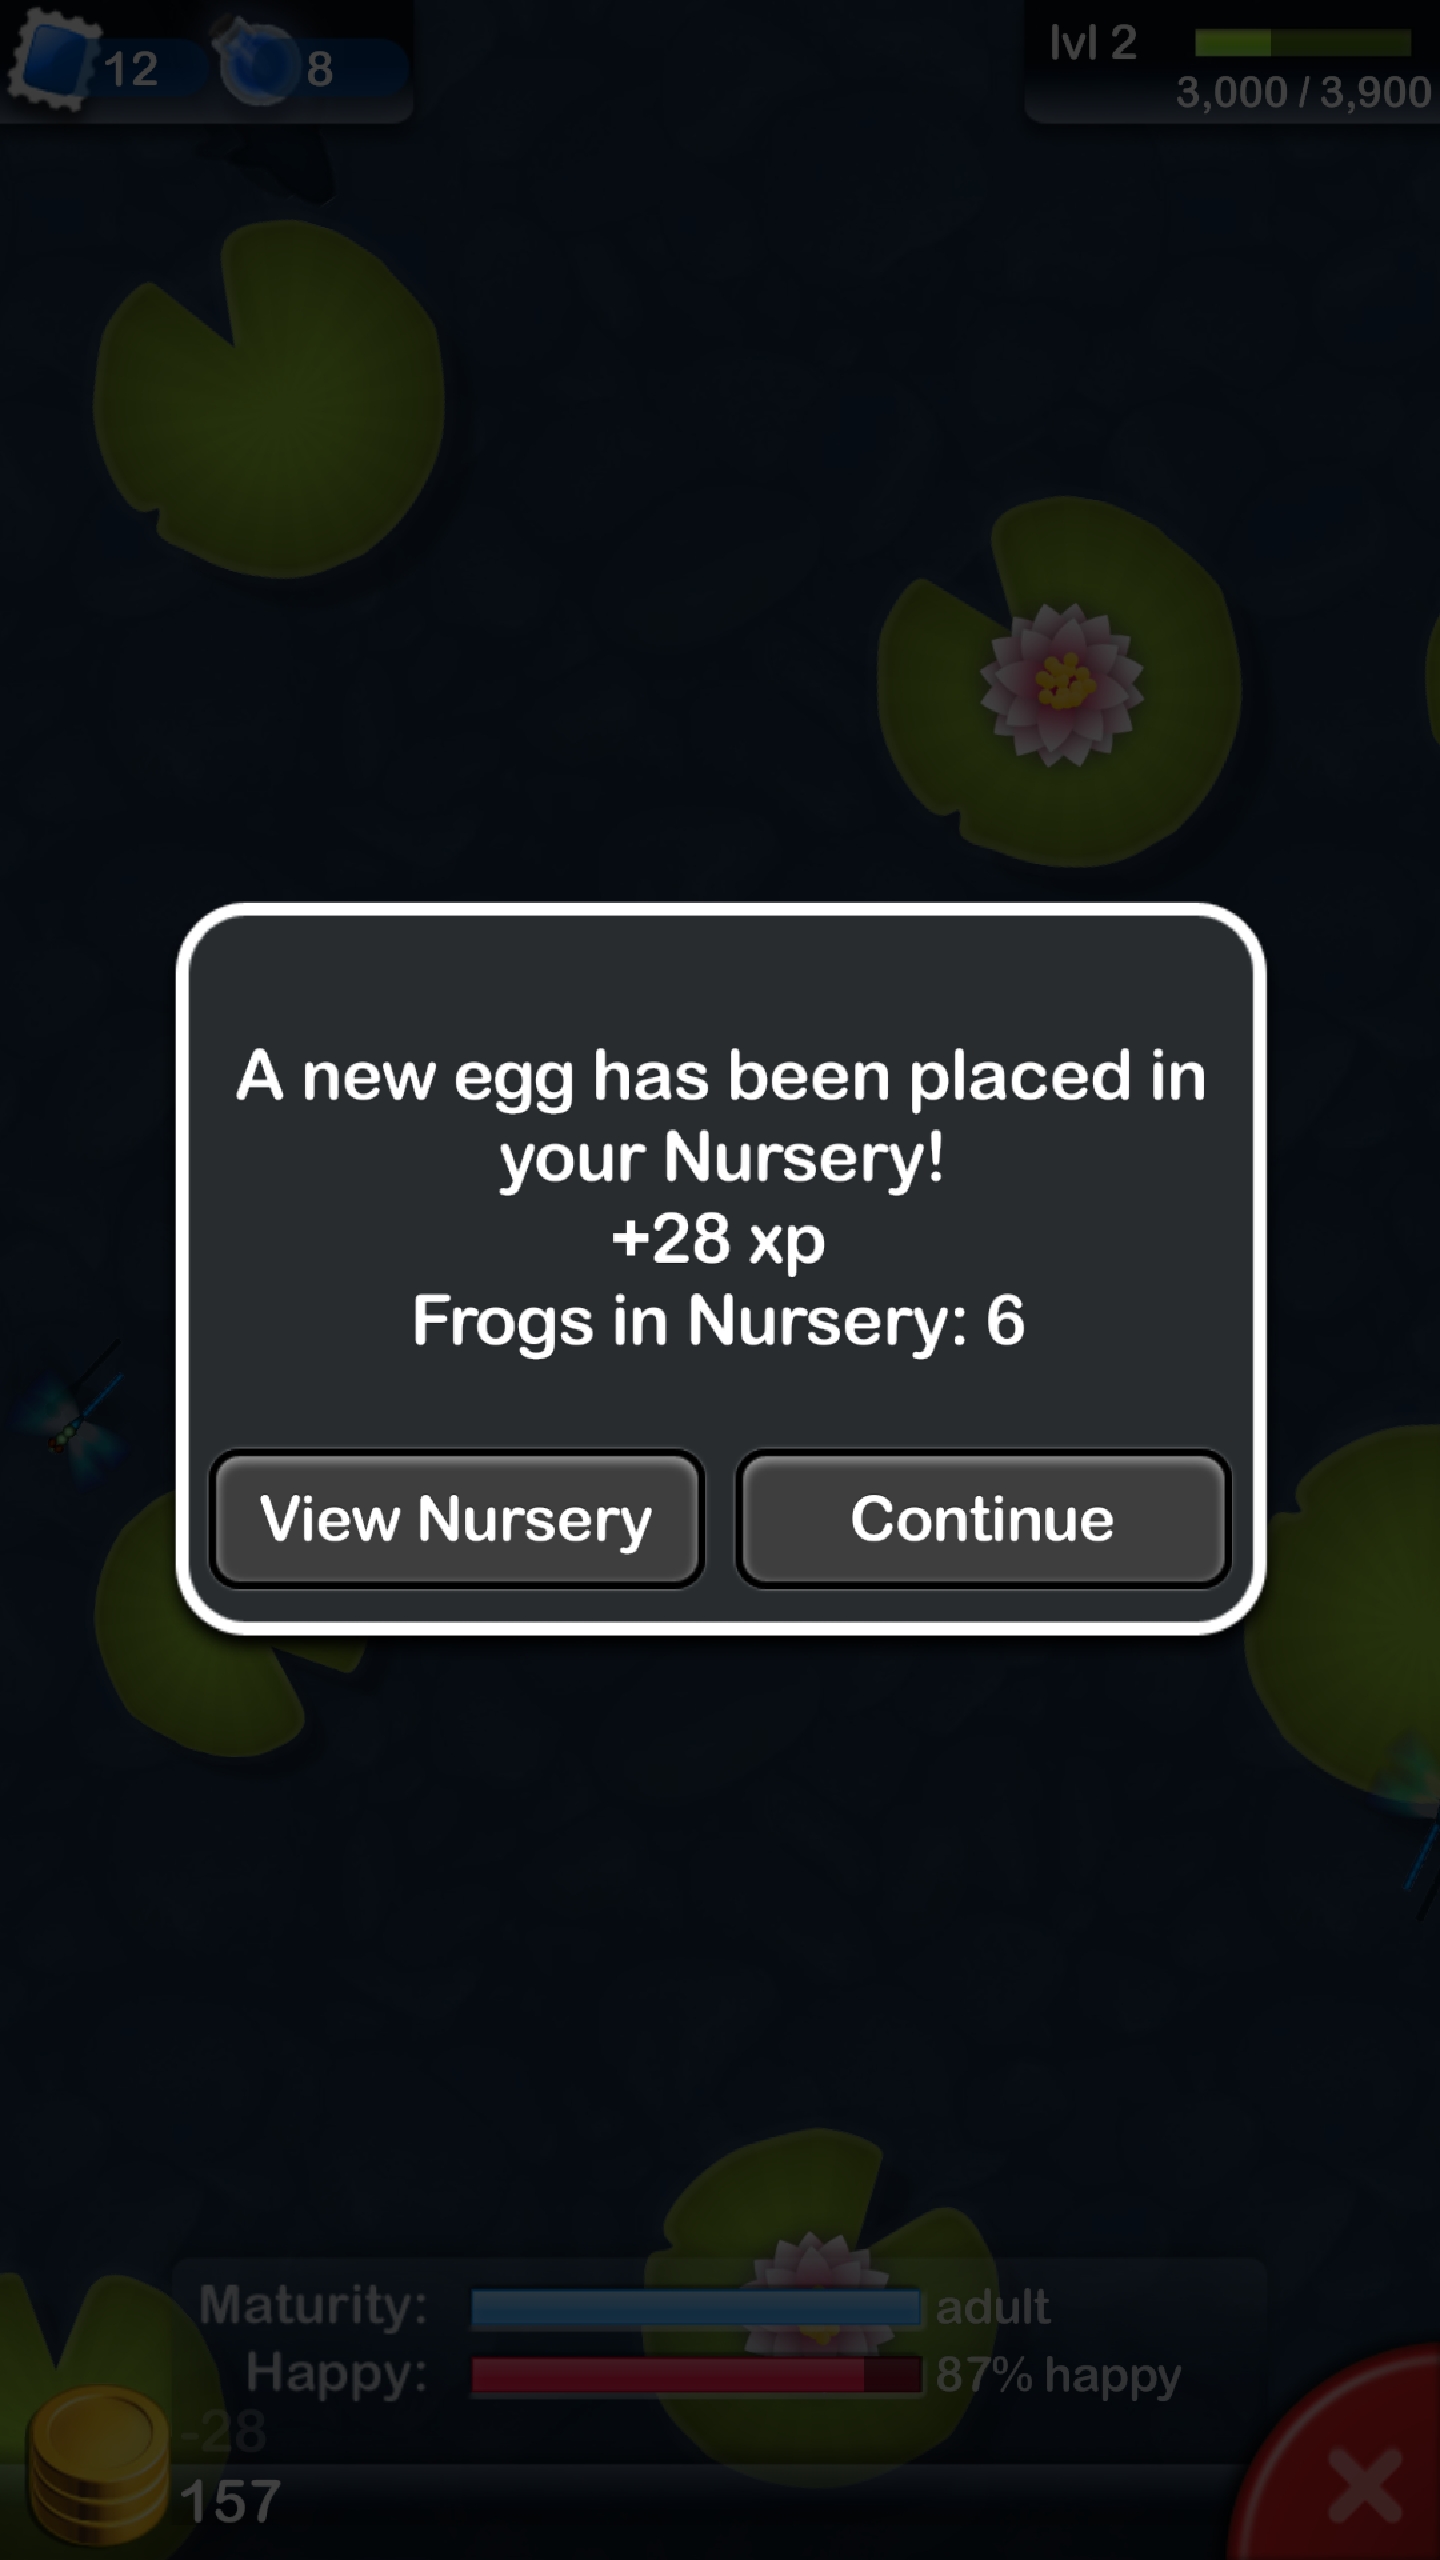 12
8
lvl 2
3,000 / 3,900
A new egg has been placed in
your Nursery!
+28 xp
Frogs in Nursery: 6
View Nursery
Continue
Maturity:
adult
Happy:
87% happy
-28
157